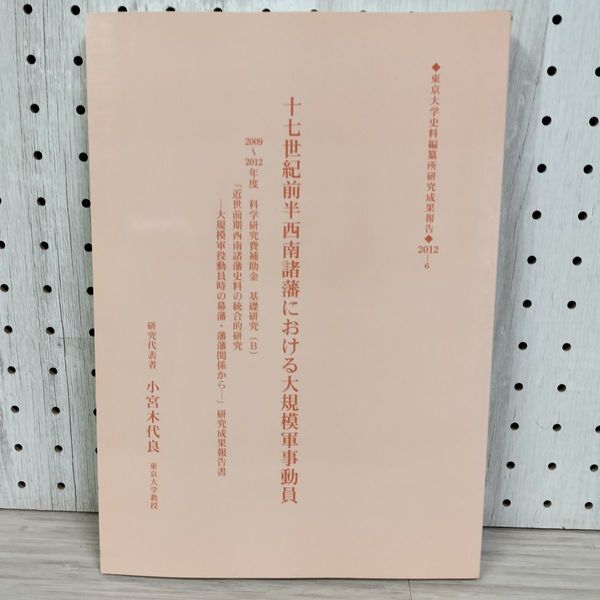 ◆東京大学史料編纂所研究成果報告◆2012―6
十七世紀前半西南諸藩における大規模軍事動員
2009～2012年度　科学研究費補助金　基礎研究（B）
「近世前期西南諸藩史料の統合的研究
―大規模軍役動員時の幕藩・藩藩関係から―」研究成果報告書
研究代表者　小宮木代良　東京大学教授